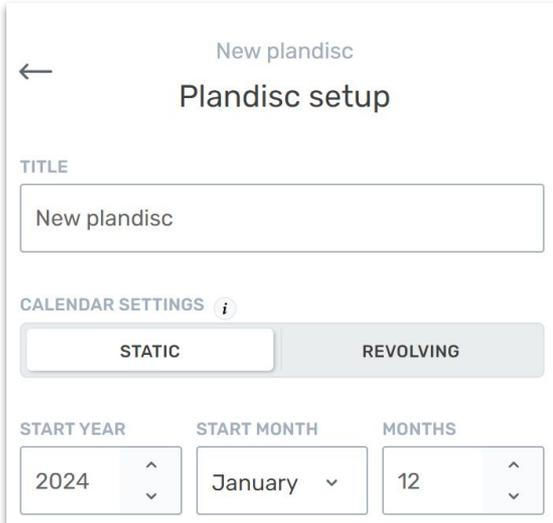 New plandisc
Plandisc setup
TITLE
New plandisc
CALENDAR SETTINGS i
STATIC REVOLVING
START YEAR START MONTH MONTHS
2024 January 12